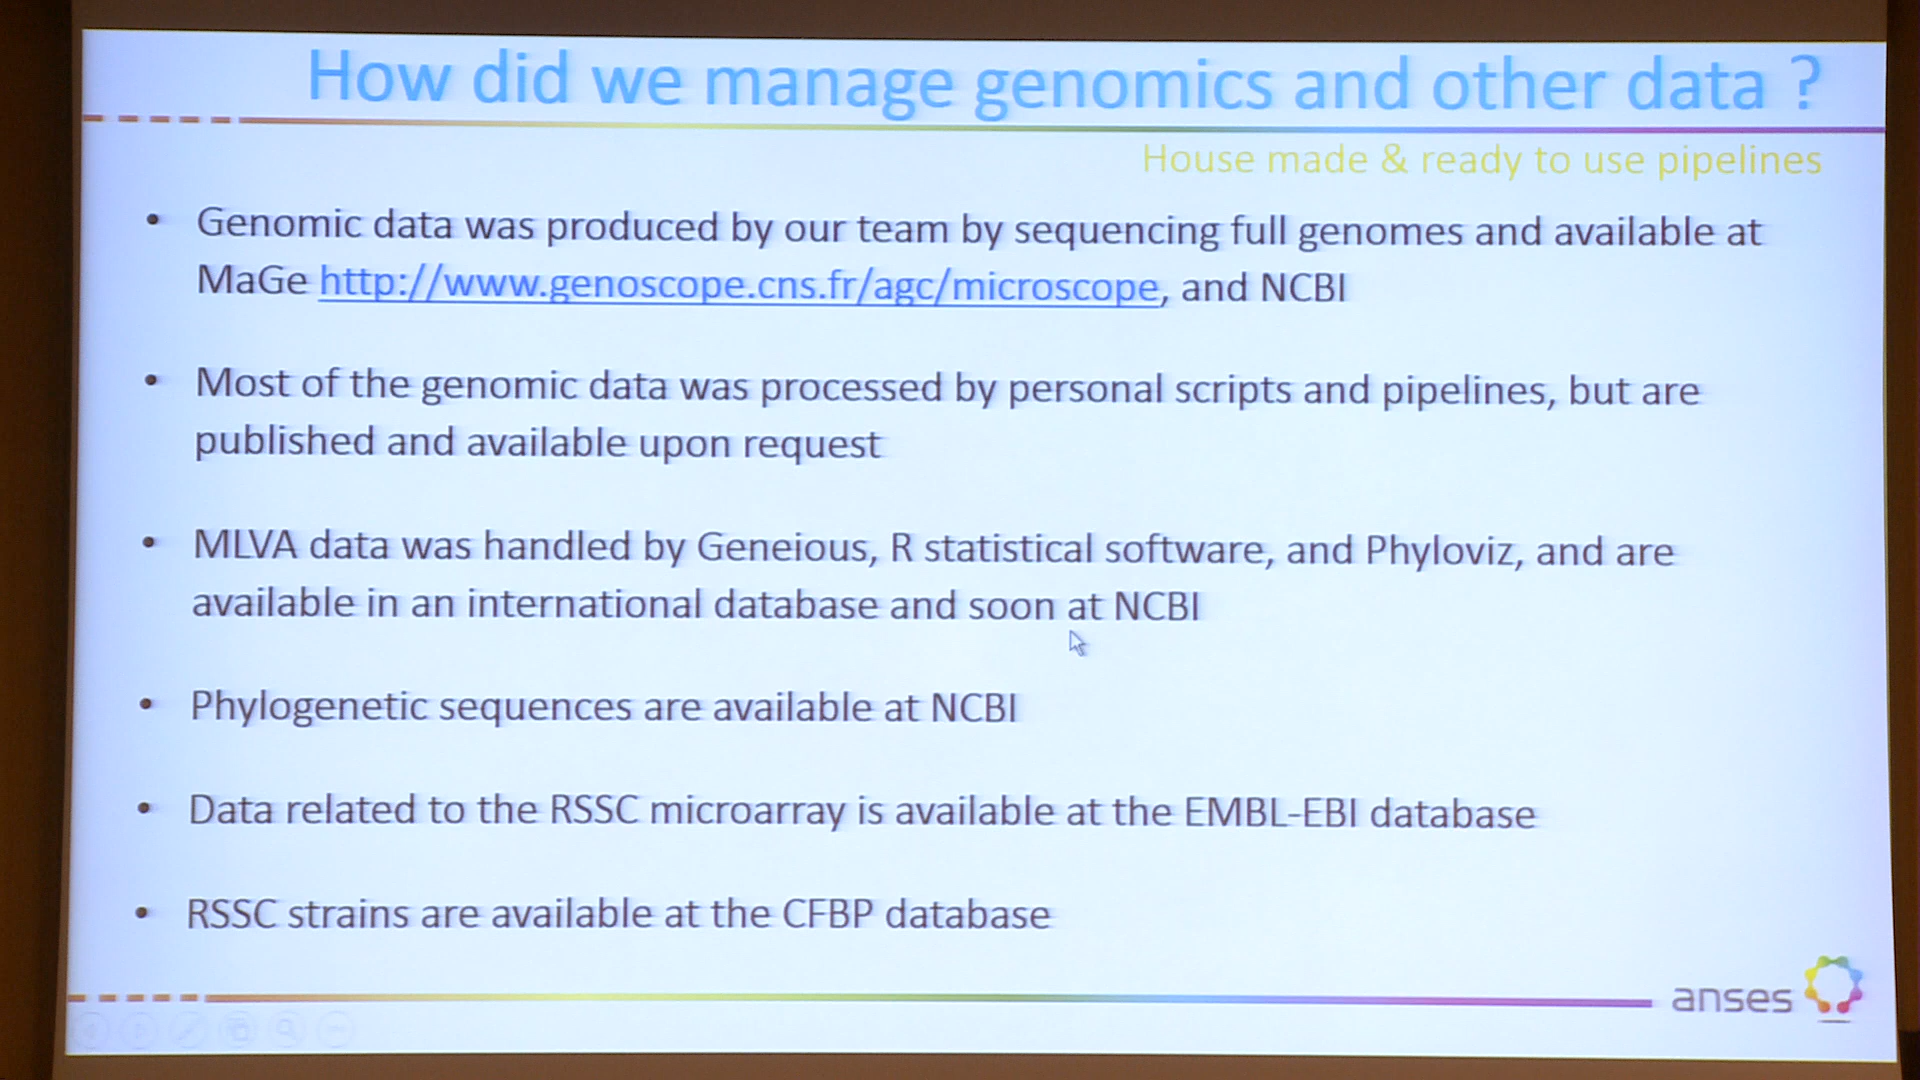 How did we manage genomics and other data ?
House made & ready to use pipelines
• Genomic data was produced by our team by sequencing full genomes and available at
MaGe http://www.genoscope.cns.fr/agc/microscope, and NCBI
• Most of the genomic data was processed by personal scripts and pipelines, but are
published and available upon request
• MLVA data was handled by Geneious, R statistical software, and Phyloviz, and are
available in an international database and soon at NCBI
• Phylogenetic sequences are available at NCBI
• Data related to the RSSC microarray is available at the EMBL-EBI database
• RSSC strains are available at the CFBP database
anses